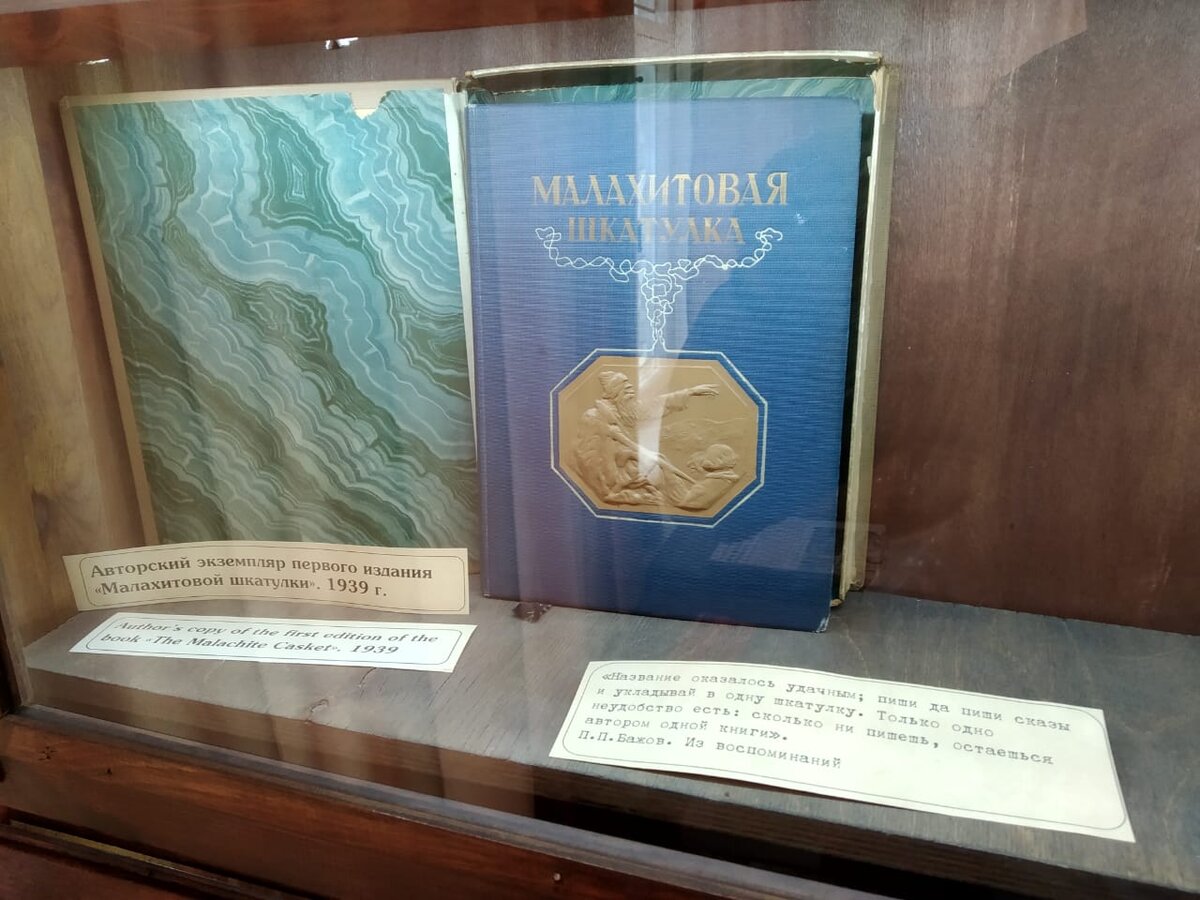 МАЛАХИТОВАЯ
ШКАТУЛКА
Авторский экземпляр первого издания
«Малахитовой шкатулки». 1939 г.
Author's copy of the first edition of the
book «The Malachite Casket». 1939
«Название оказалось удачным; пиши да пиши сказы
и укладывай в одну шкатулку. Только одно
неудобство есть: сколько ни пишешь, остаешься
автором одной книги».
П.П.Бажов. Из воспоминаний